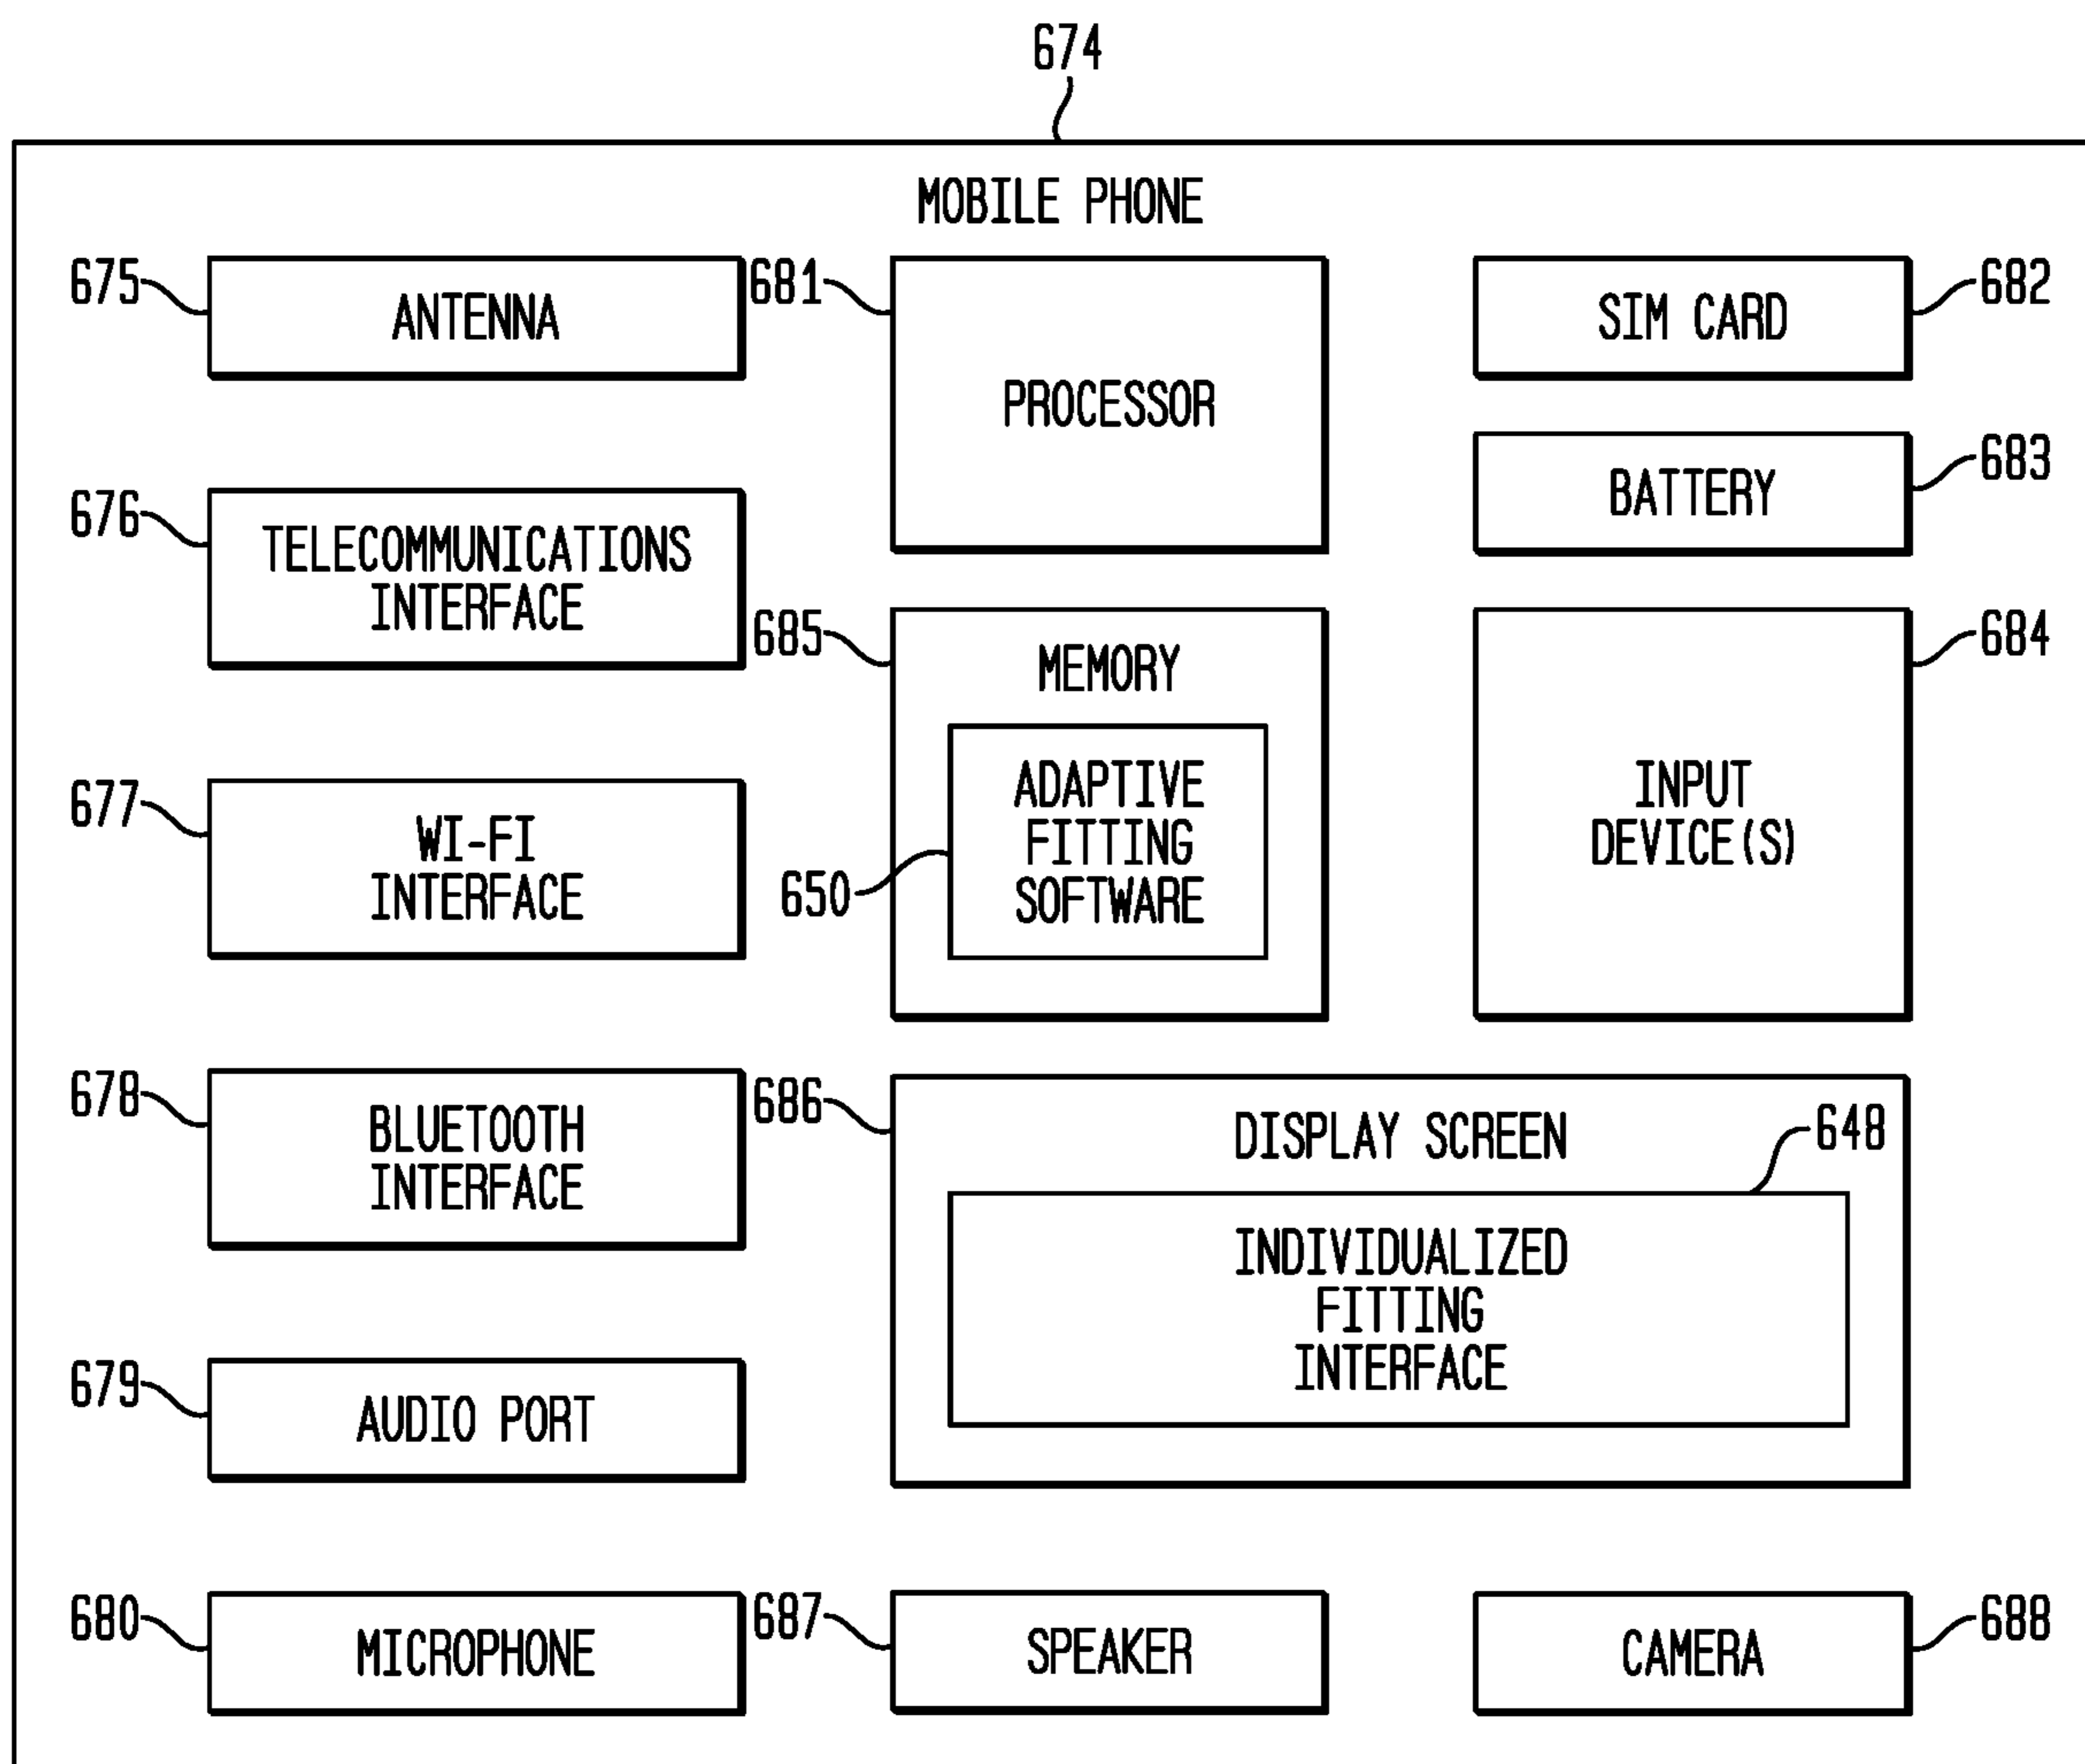 674
MOBILE PHONE
675
ANTENNA
681
PROCESSOR
SIM CARD
682
BATTERY
683
676
TELECOMMUNICATIONS
INTERFACE
685
MEMORY
650
ADAPTIVE
FITTING
SOFTWARE
INPUT
DEVICE(S)
684
677
WI-FI
INTERFACE
678
BLUETOOTH
INTERFACE
686
DISPLAY SCREEN
648
INDIVIDUALIZED
FITTING
INTERFACE
679
AUDIO PORT
680
MICROPHONE
687
SPEAKER
CAMERA
688